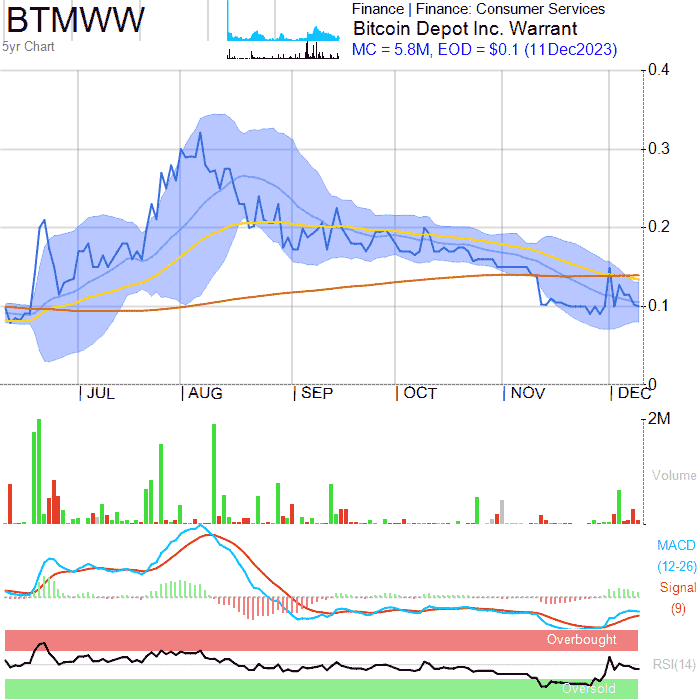 BTMWW
5yr Chart
Finance | Finance: Consumer Services
Bitcoin Depot Inc. Warrant
MC = 5.8M, EOD = $0.1 (11Dec2023)
0.4
0.3
0.2
0.1
0
JUL AUG SEP OCT NOV DEC
2M
Volume
MACD
(12-26)
Signal
(9)
Overbought
RSI(14)
Oversold